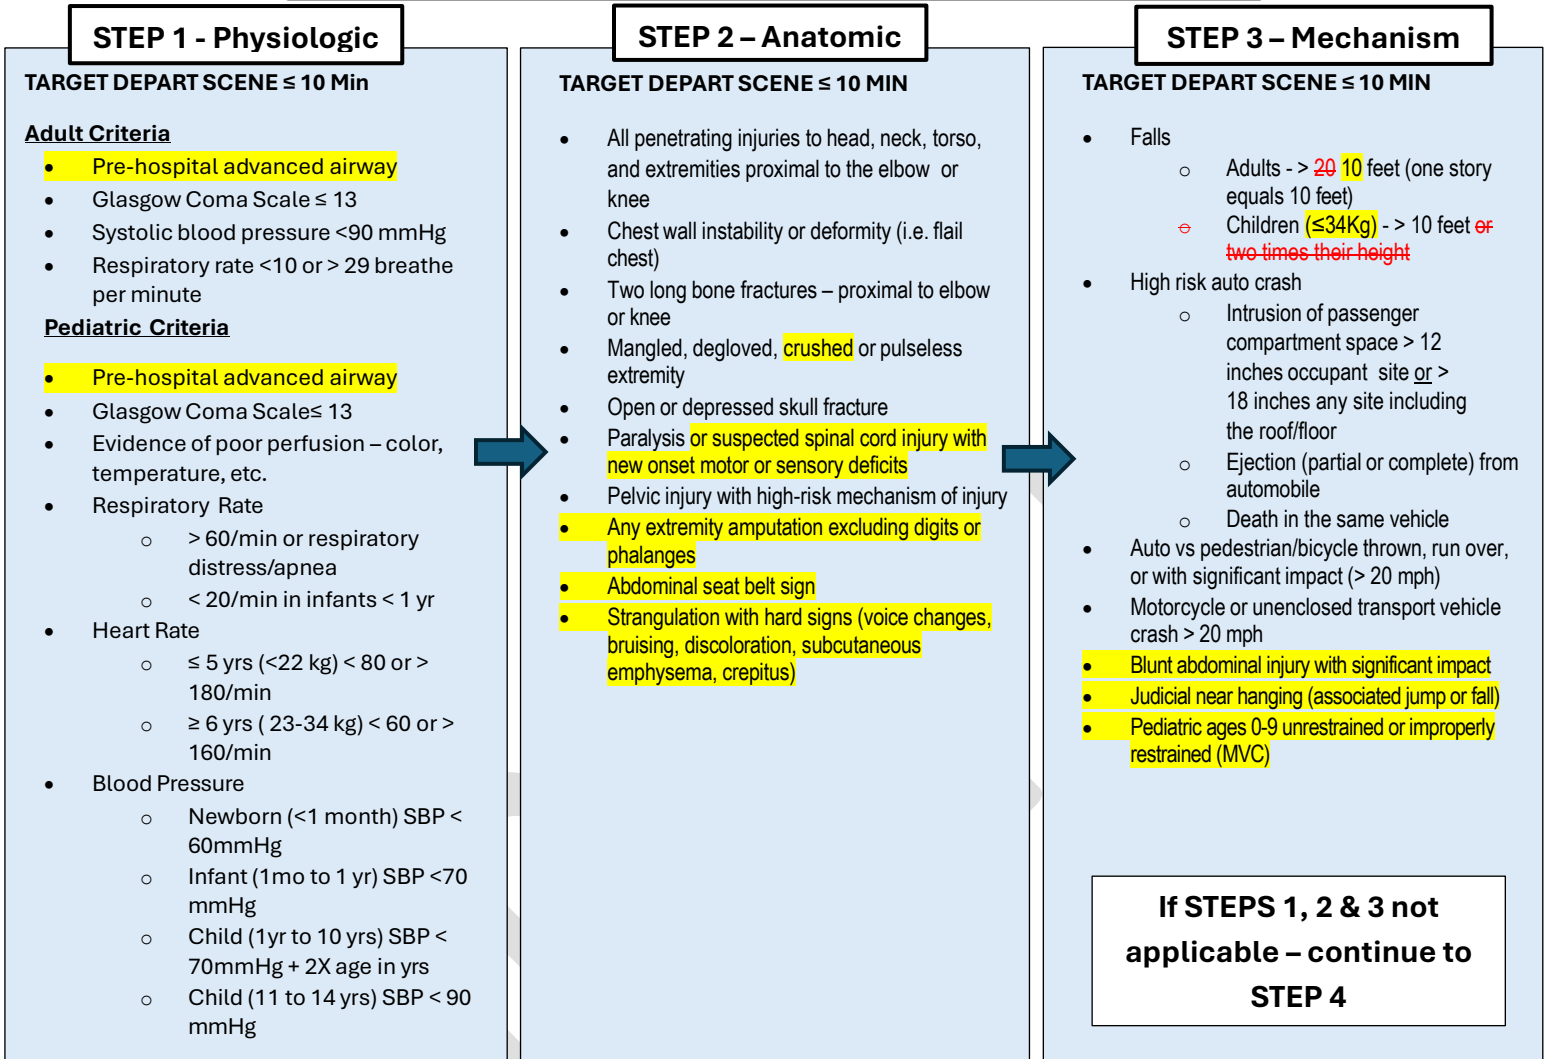 STEP 1 - Physiologic
TARGET DEPART SCENE ≤ 10 Min
Adult Criteria
• Pre-hospital advanced airway
• Glasgow Coma Scale ≤ 13
• Systolic blood pressure <90 mmHg
• Respiratory rate <10 or > 29 breathe
per minute
Pediatric Criteria
• Pre-hospital advanced airway
• Glasgow Coma Scale≤ 13
• Evidence of poor perfusion – color,
temperature, etc.
• Respiratory Rate
o > 60/min or respiratory
distress/apnea
o < 20/min in infants < 1 yr
• Heart Rate
o ≤ 5 yrs (<22 kg) < 80 or >
180/min
o ≥ 6 yrs ( 23-34 kg) < 60 or >
160/min
• Blood Pressure
o Newborn (<1 month) SBP <
60mmHg
o Infant (1mo to 1 yr) SBP <70
mmHg
o Child (1yr to 10 yrs) SBP <
70mmHg + 2X age in yrs
o Child (11 to 14 yrs) SBP < 90
mmHg
STEP 2 – Anatomic
TARGET DEPART SCENE ≤ 10 MIN
• All penetrating injuries to head, neck, torso,
and extremities proximal to the elbow or
knee
• Chest wall instability or deformity (i.e. flail
chest)
• Two long bone fractures – proximal to elbow
or knee
• Mangled, degloved, crushed or pulseless
extremity
• Open or depressed skull fracture
• Paralysis or suspected spinal cord injury with
new onset motor or sensory deficits
• Pelvic injury with high-risk mechanism of injury
• Any extremity amputation excluding digits or
phalanges
• Abdominal seat belt sign
• Strangulation with hard signs (voice changes,
bruising, discoloration, subcutaneous
emphysema, crepitus)
STEP 3 – Mechanism
TARGET DEPART SCENE ≤ 10 MIN
• Falls
o Adults - > 20 10 feet (one story
equals 10 feet)
o Children (≤34Kg) - > 10 feet or
two times their height
• High risk auto crash
o Intrusion of passenger
compartment space > 12
inches occupant site or >
18 inches any site including
the roof/floor
o Ejection (partial or complete) from
automobile
o Death in the same vehicle
• Auto vs pedestrian/bicycle thrown, run over,
or with significant impact (> 20 mph)
• Motorcycle or unenclosed transport vehicle
crash > 20 mph
• Blunt abdominal injury with significant impact
• Judicial near hanging (associated jump or fall)
• Pediatric ages 0-9 unrestrained or improperly
restrained (MVC)
If STEPS 1, 2 & 3 not
applicable – continue to
STEP 4